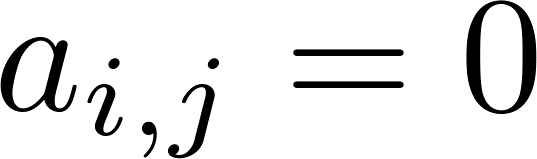 a_{i,j} = 0